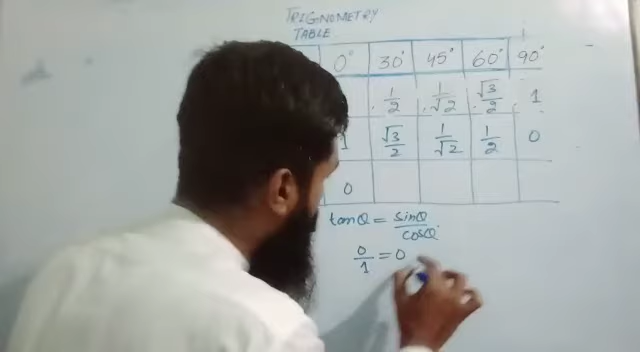 TRIGINOMETRY
TABLE
0° 30° 45° 60° 90°
1/2 1/√2 √3/2 1
1 √3/2 1/√2 1/2 0
0
tanθ = sinθ/cosθ
0/1 = 0